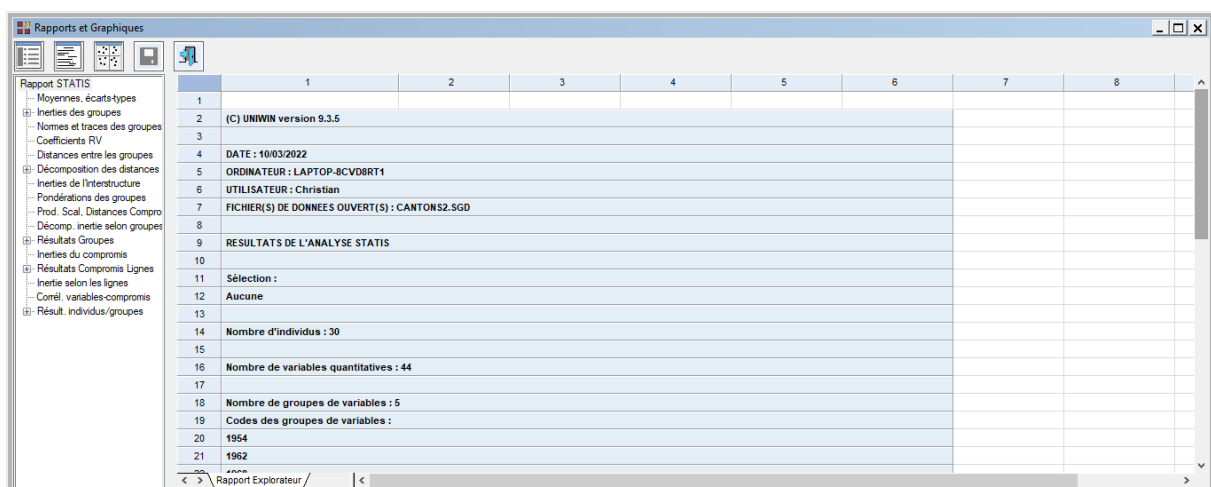 Rapports et Graphiques
Rapport STATIS
Moyennes, écarts-types
Inerties des groupes
Normes et traces des groupes
Coefficients RV
Distances entre les groupes
Décomposition des distances
Inerties de l'interstructure
Pondérations des groupes
Prod. Scal, Distances Compro
Décomp. inertie selon groupes
Résultats Groupes
Inerties du compromis
Résultats Compromis Lignes
Inertie selon les lignes
Corrél. variables-compromis
Résult. individus/groupes
1 2 3 4 5 6 7 8
1
2 (C) UNIWIN version 9.3.5
3
4 DATE : 10/03/2022
5 ORDINATEUR : LAPTOP-8CVD8RT1
6 UTILISATEUR : Christian
7 FICHIER(S) DE DONNEES OUVERT(S) : CANTONS2.SGD
8
9 RESULTATS DE L'ANALYSE STATIS
10
11 Sélection :
12 Aucune
13
14 Nombre d'individus : 30
15
16 Nombre de variables quantitatives : 44
17
18 Nombre de groupes de variables : 5
19 Codes des groupes de variables :
20 1954
21 1962
Rapport Explorateur